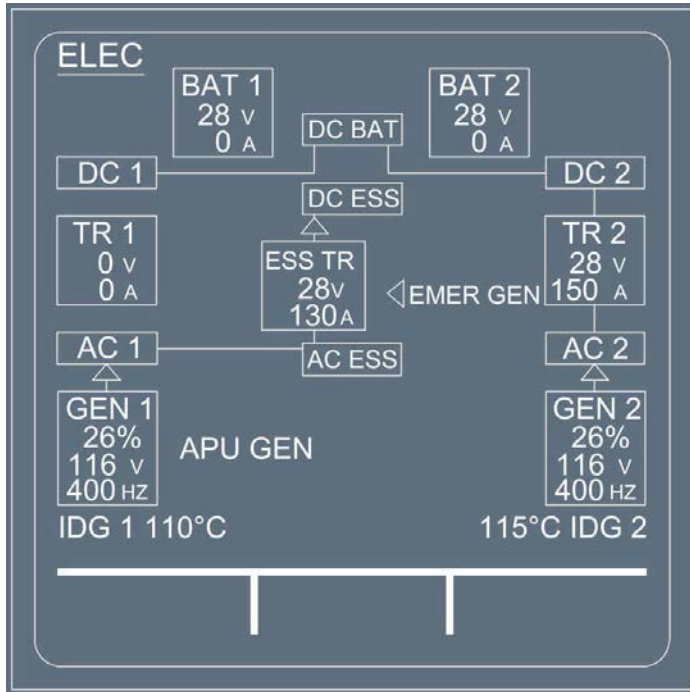 ELEC
BAT 1
28 V
0 A
DC BAT
BAT 2
28 V
0 A
DC 1
DC ESS
DC 2
TR 1
0 V
0 A
ESS TR
28V
130A
EMER GEN
TR 2
28 V
150 A
AC 1
AC ESS
AC 2
GEN 1
26%
116 V
400 HZ
APU GEN
GEN 2
26%
116 V
400 HZ
IDG 1 110°C
115°C IDG 2